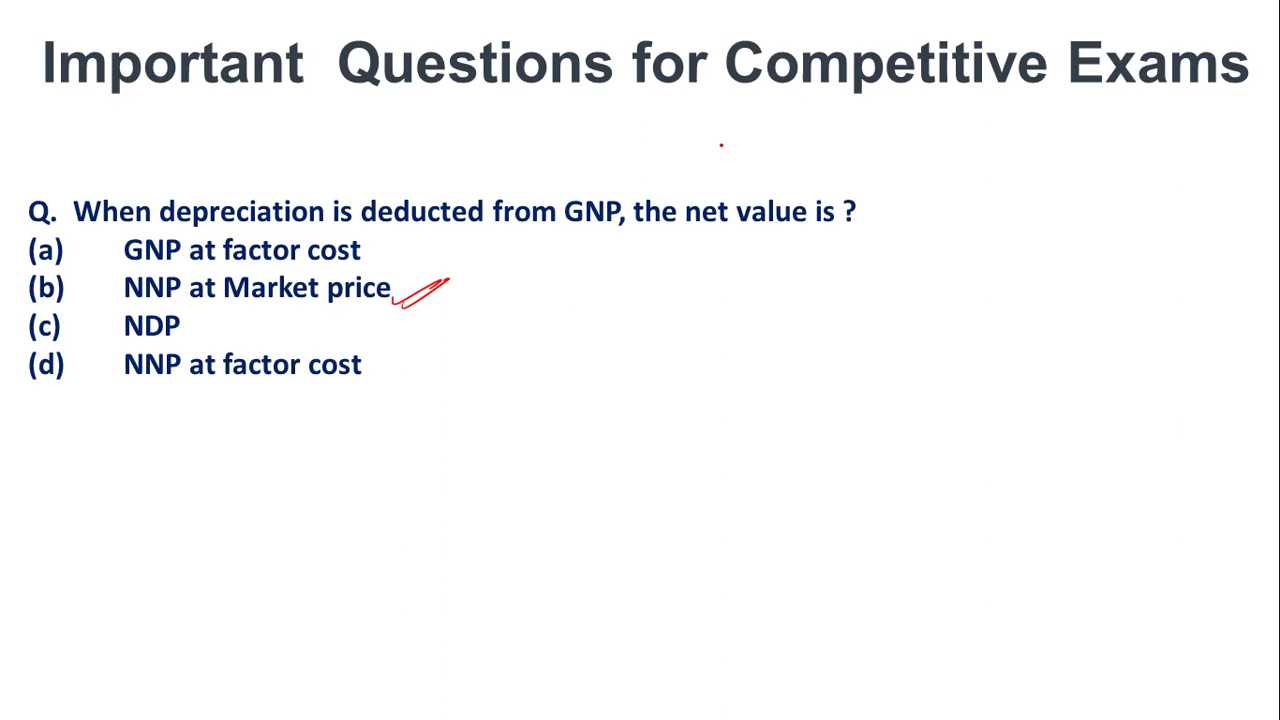 Important Questions for Competitive Exams
Q. When depreciation is deducted from GNP, the net value is ?
(a) GNP at factor cost
(b) NNP at Market price
(c) NDP
(d) NNP at factor cost